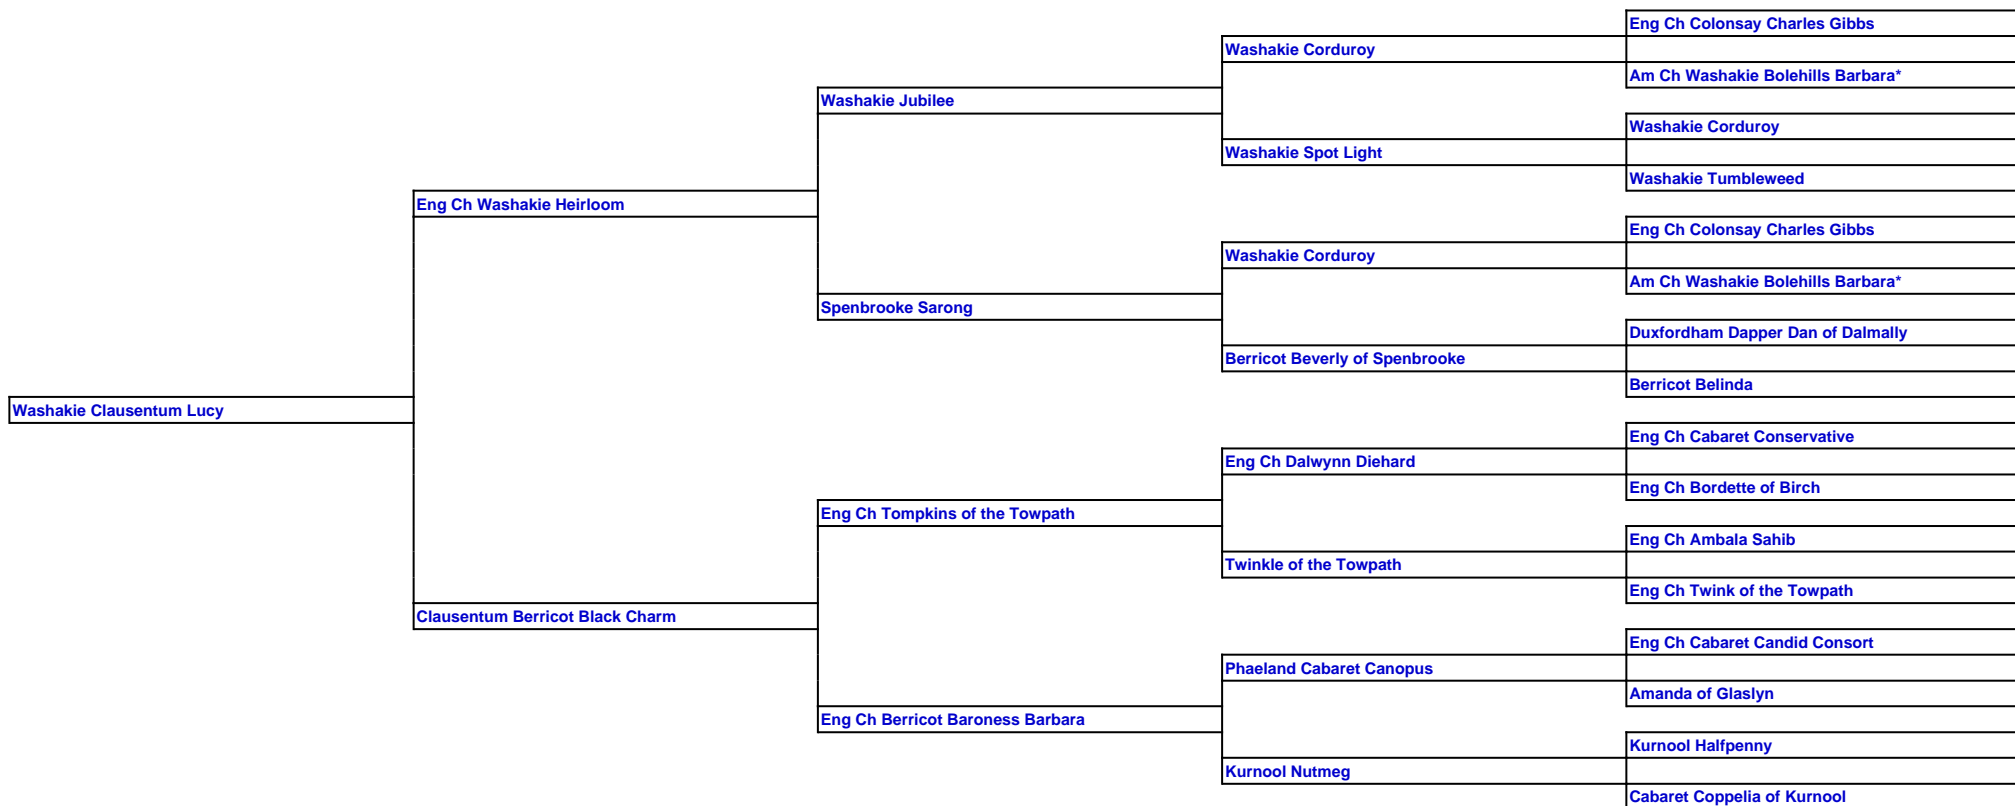 Eng Ch Colonsay Charles Gibbs
Washakie Corduroy
Am Ch Washakie Bolehills Barbara*
Washakie Jubilee
Washakie Corduroy
Washakie Spot Light
Washakie Tumbleweed
Eng Ch Washakie Heirloom
Eng Ch Colonsay Charles Gibbs
Washakie Corduroy
Am Ch Washakie Bolehills Barbara*
Spenbrooke Sarong
Duxfordham Dapper Dan of Dalmally
Berricot Beverly of Spenbrooke
Berricot Belinda
Washakie Clausentum Lucy
Eng Ch Cabaret Conservative
Eng Ch Dalwynn Diehard
Eng Ch Bordette of Birch
Eng Ch Tompkins of the Towpath
Eng Ch Ambala Sahib
Twinkle of the Towpath
Eng Ch Twink of the Towpath
Clausentum Berricot Black Charm
Eng Ch Cabaret Candid Consort
Phaeland Cabaret Canopus
Amanda of Glaslyn
Eng Ch Berricot Baroness Barbara
Kurnool Halfpenny
Kurnool Nutmeg
Cabaret Coppelia of Kurnool